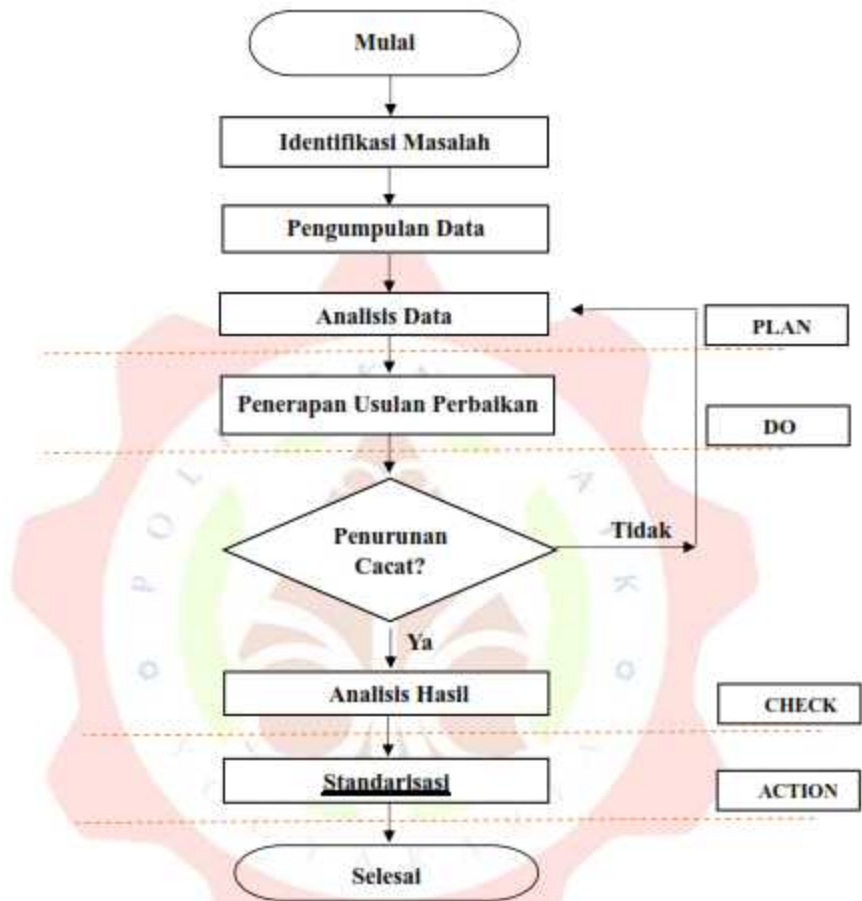 Mulai
Identifikasi Masalah
Pengumpulan Data
Analisis Data
PLAN
Penerapan Usulan Perbaikan
DO
Penurunan
Cacat?
Tidak
Ya
Analisis Hasil
CHECK
Standarisasi
ACTION
Selesai